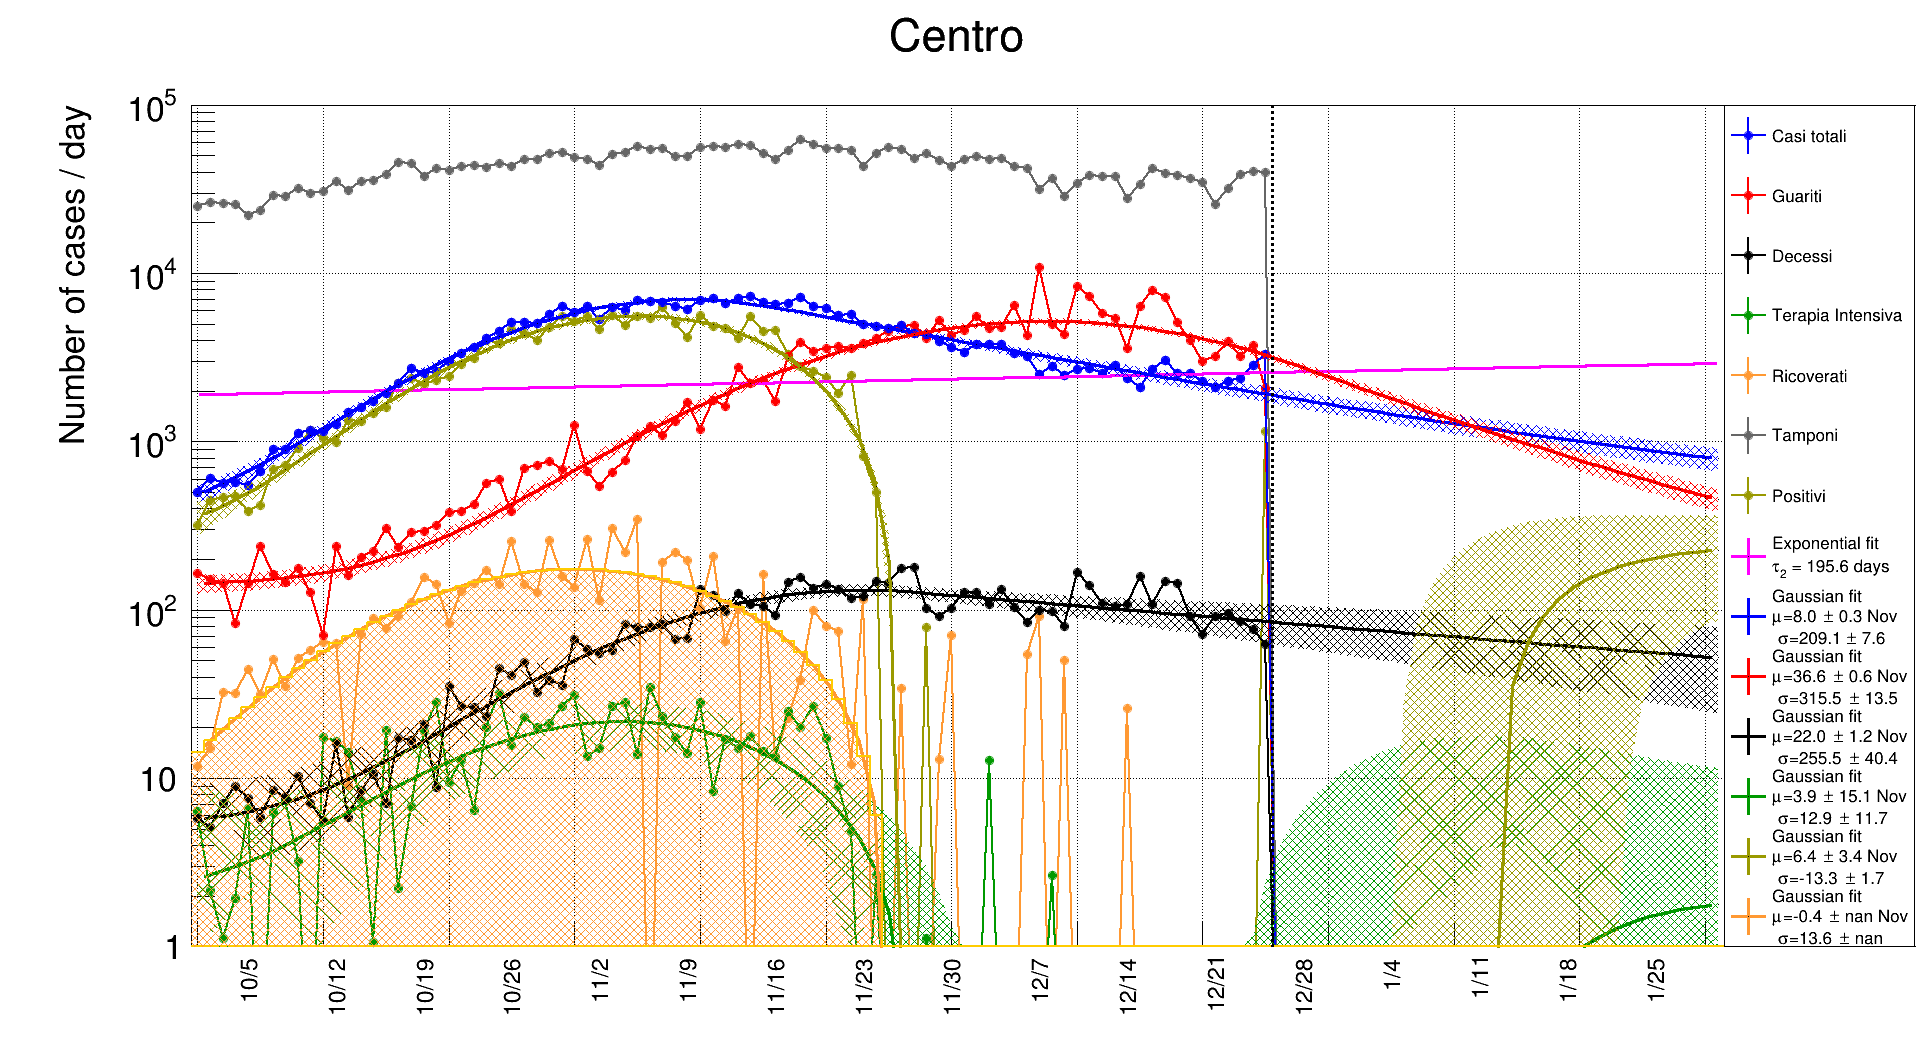 Centro
Number of cases / day
10^5
10^4
10^3
10^2
10
1
10/5
10/12
10/19
10/26
11/2
11/9
11/16
11/23
11/30
12/7
12/14
12/21
12/28
1/4
1/11
1/18
1/25
Casi totali
Guariti
Decessi
Terapia Intensiva
Ricoverati
Tamponi
Positivi
Exponential fit
τ₂ = 195.6 days
Gaussian fit
μ=8.0 ± 0.3 Nov
σ=209.1 ± 7.6
Gaussian fit
μ=36.6 ± 0.6 Nov
σ=315.5 ± 13.5
Gaussian fit
μ=22.0 ± 1.2 Nov
σ=255.5 ± 40.4
Gaussian fit
μ=3.9 ± 15.1 Nov
σ=12.9 ± 11.7
Gaussian fit
μ=6.4 ± 3.4 Nov
σ=-13.3 ± 1.7
Gaussian fit
μ=-0.4 ± nan Nov
σ=13.6 ± nan